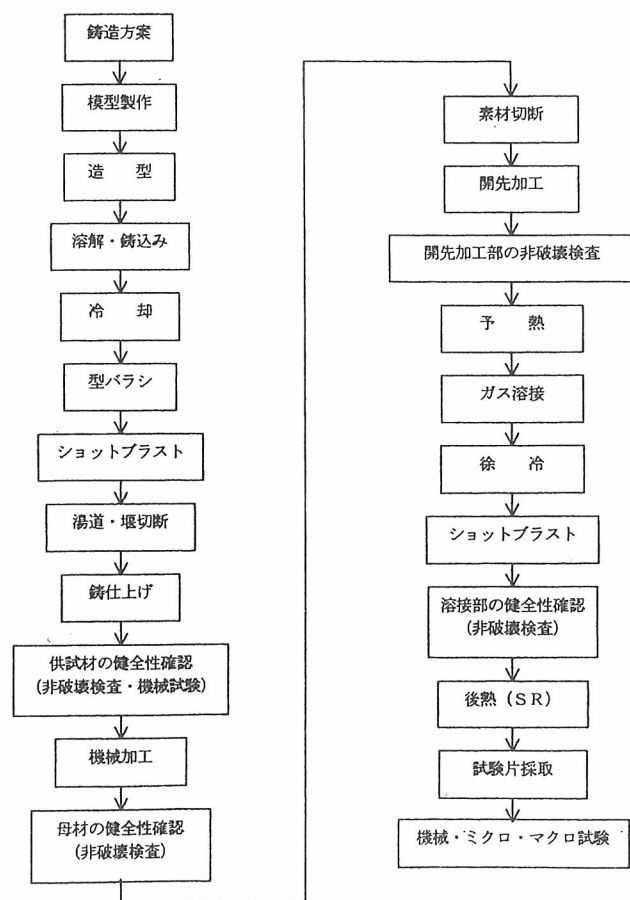 鋳造方案
模型製作
造　型
溶解・鋳込み
冷　却
型バラシ
ショットブラスト
湯道・堰切断
鋳仕上げ
供試材の健全性確認
(非破壊検査・機械試験)
機械加工
母材の健全性確認
(非破壊検査)
素材切断
開先加工
開先加工部の非破壊検査
予　熱
ガス溶接
徐　冷
ショットブラスト
溶接部の健全性確認
(非破壊検査)
後熱(ＳＲ)
試験片採取
機械・ミクロ・マクロ試験